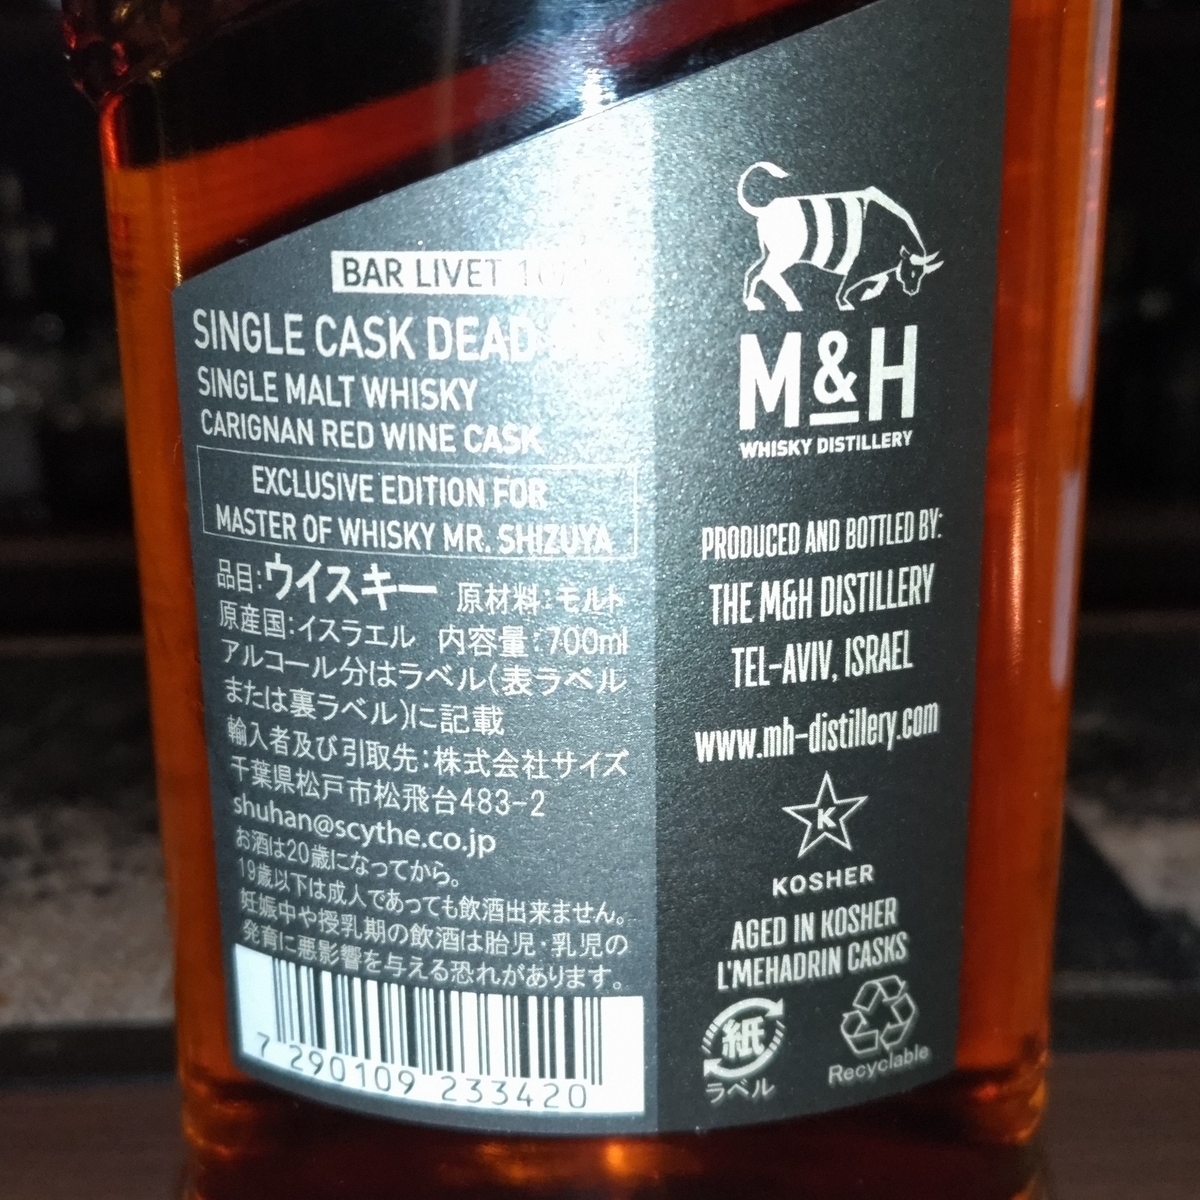 BAR LIVET
SINGLE CASK DEAD
SINGLE MALT WHISKY
CARIGNAN RED WINE CASK
EXCLUSIVE EDITION FOR
MASTER OF WHISKY MR. SHIZUYA
品目:ウイスキー 原材料:モルト
原産国:イスラエル 内容量:700ml
アルコール分はラベル(表ラベル
または裏ラベル)に記載
輸入者及び引取先:株式会社サイズ
千葉県松戸市松飛台483-2
shuhan@scythe.co.jp
お酒は20歳になってから。
19歳以下は成人であっても飲酒出来ません。
妊娠中や授乳期の飲酒は胎児・乳児の
発育に悪影響を与える恐れがあります。
7 290109 233420
M&H
WHISKY DISTILLERY
PRODUCED AND BOTTLED BY:
THE M&H DISTILLERY
TEL-AVIV, ISRAEL
www.mh-distillery.com
K
KOSHER
AGED IN KOSHER
L'MEHADRIN CASKS
紙
ラベル
Recyclable